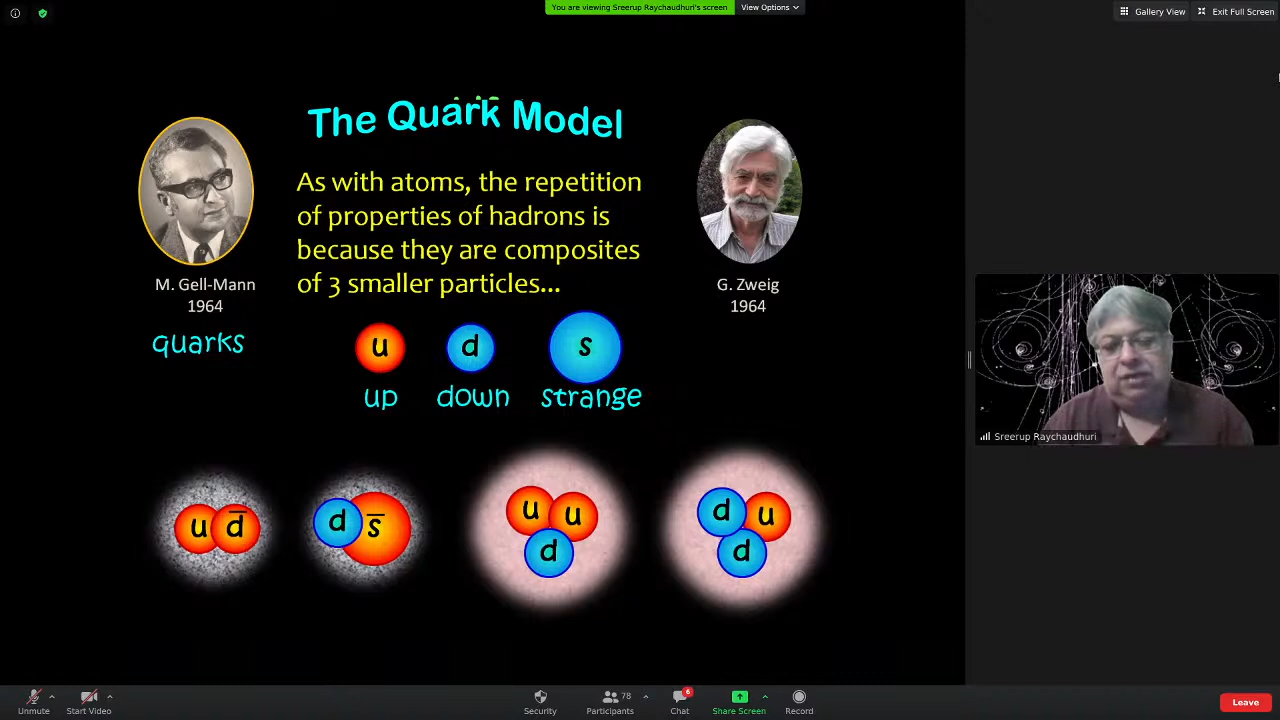 You are viewing Sreerup Raychaudhuri's screen
View Options
Gallery View
Exit Full Screen
The Quark Model
As with atoms, the repetition
of properties of hadrons is
because they are composites
of 3 smaller particles...
M. Gell-Mann
1964
G. Zweig
1964
quarks
u
d
s
up
down
strange
Sreerup Raychaudhuri
u d̅
d s̅
u u
d
d u
d
Unmute
Start Video
Security
78
Participants
6
Chat
Share Screen
Record
Leave